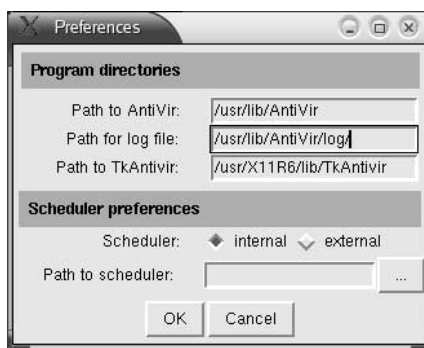 Preferences
Program directories
Path to AntiVir: /usr/lib/AntiVir
Path for log file: /usr/lib/AntiVir/log/
Path to TkAntivir: /usr/X11R6/lib/TkAntivir
Scheduler preferences
Scheduler: internal external
Path to scheduler: ...
OK Cancel